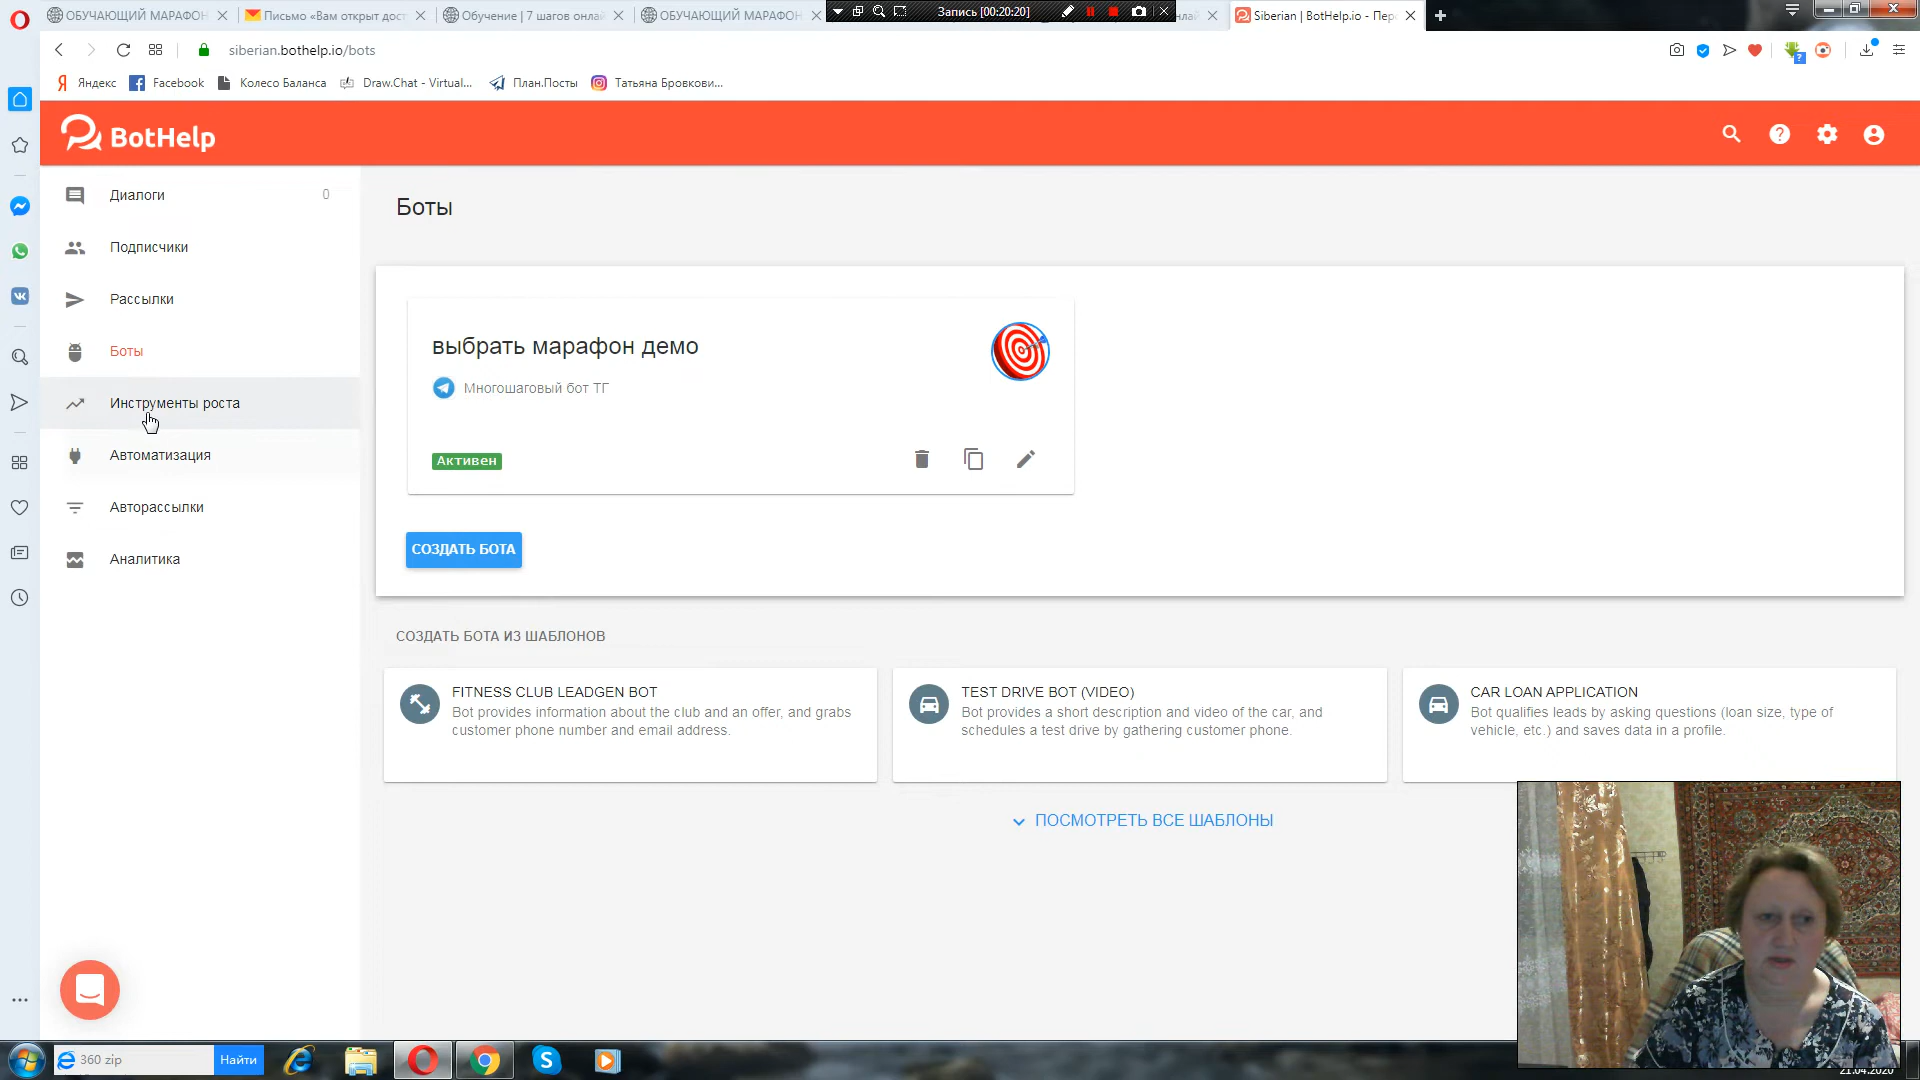 ОБУЧАЮЩИЙ МАРАФОН
Письмо «Вам открыт дост
Обучение | 7 шагов онлай
ОБУЧАЮЩИЙ МАРАФОН
Запись [00:20:20]
Siberian | BotHelp.io - Перс
siberian.bothelp.io/bots
Яндекс
Facebook
Колесо Баланса
Draw.Chat - Virtual...
План.Посты
Татьяна Бровкови...
BotHelp
Диалоги 0
Подписчики
Рассылки
Боты
Инструменты роста
Автоматизация
Авторассылки
Аналитика
Боты
выбрать марафон демо
Многошаговый бот ТГ
Активен
СОЗДАТЬ БОТА
СОЗДАТЬ БОТА ИЗ ШАБЛОНОВ
FITNESS CLUB LEADGEN BOT
Bot provides information about the club and an offer, and grabs
customer phone number and email address.
TEST DRIVE BOT (VIDEO)
Bot provides a short description and video of the car, and
schedules a test drive by gathering customer phone.
CAR LOAN APPLICATION
Bot qualifies leads by asking questions (loan size, type of
vehicle, etc.) and saves data in a profile.
ПОСМОТРЕТЬ ВСЕ ШАБЛОНЫ
360 zip
Найти
21.04.2020